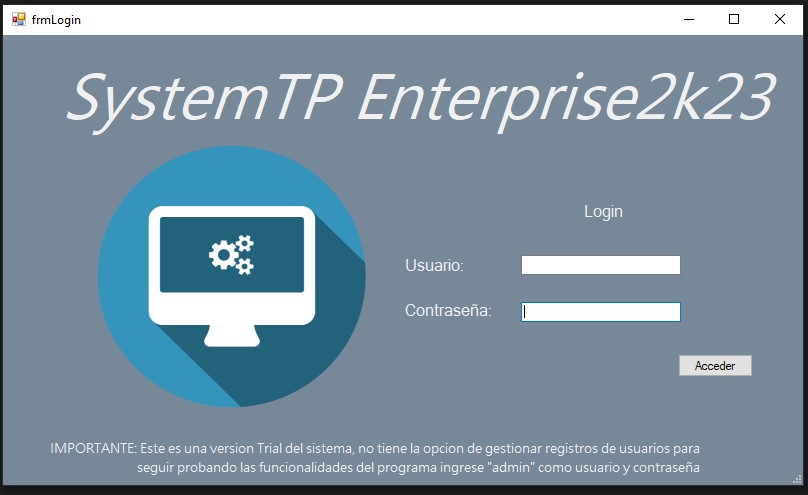 frmLogin
SystemTP Enterprise2k23
Login
Usuario:
Contraseña:
Acceder
IMPORTANTE: Este es una version Trial del sistema, no tiene la opcion de gestionar registros de usuarios para
seguir probando las funcionalidades del programa ingrese "admin" como usuario y contraseña